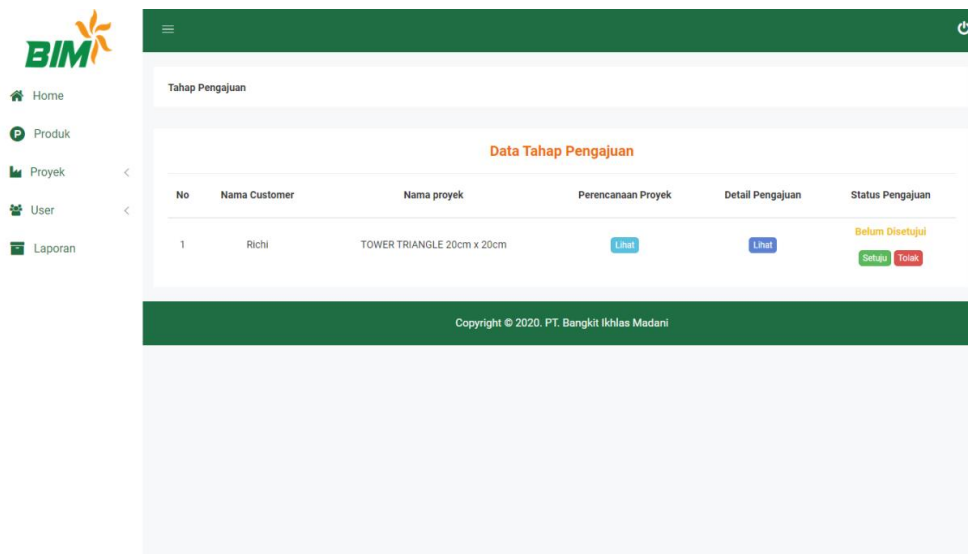 BIM
Home
Produk
Proyek
User
Laporan
Tahap Pengajuan
Data Tahap Pengajuan
No Nama Customer Nama proyek Perencanaan Proyek Detail Pengajuan Status Pengajuan
1 Richi TOWER TRIANGLE 20cm x 20cm Lihat Lihat Belum Disetujui
Setuju Tolak
Copyright © 2020. PT. Bangkit Ikhlas Madani